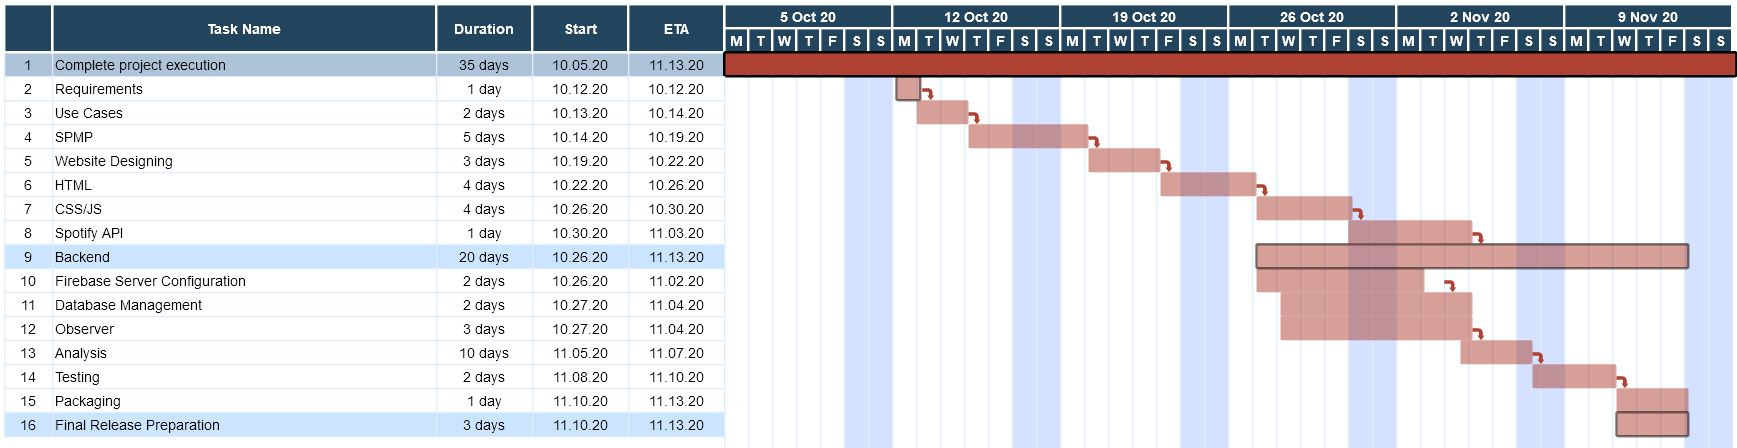 Task Name Duration Start ETA 5 Oct 20 12 Oct 20 19 Oct 20 26 Oct 20 2 Nov 20 9 Nov 20
M T W T F S S M T W T F S S M T W T F S S M T W T F S S M T W T F S S M T W T F S S
1 Complete project execution 35 days 10.05.20 11.13.20
2 Requirements 1 day 10.12.20 10.12.20
3 Use Cases 2 days 10.13.20 10.14.20
4 SPMP 5 days 10.14.20 10.19.20
5 Website Designing 3 days 10.19.20 10.22.20
6 HTML 4 days 10.22.20 10.26.20
7 CSS/JS 4 days 10.26.20 10.30.20
8 Spotify API 1 day 10.30.20 11.03.20
9 Backend 20 days 10.26.20 11.13.20
10 Firebase Server Configuration 2 days 10.26.20 11.02.20
11 Database Management 2 days 10.27.20 11.04.20
12 Observer 3 days 10.27.20 11.04.20
13 Analysis 10 days 11.05.20 11.07.20
14 Testing 2 days 11.08.20 11.10.20
15 Packaging 1 day 11.10.20 11.13.20
16 Final Release Preparation 3 days 11.10.20 11.13.20